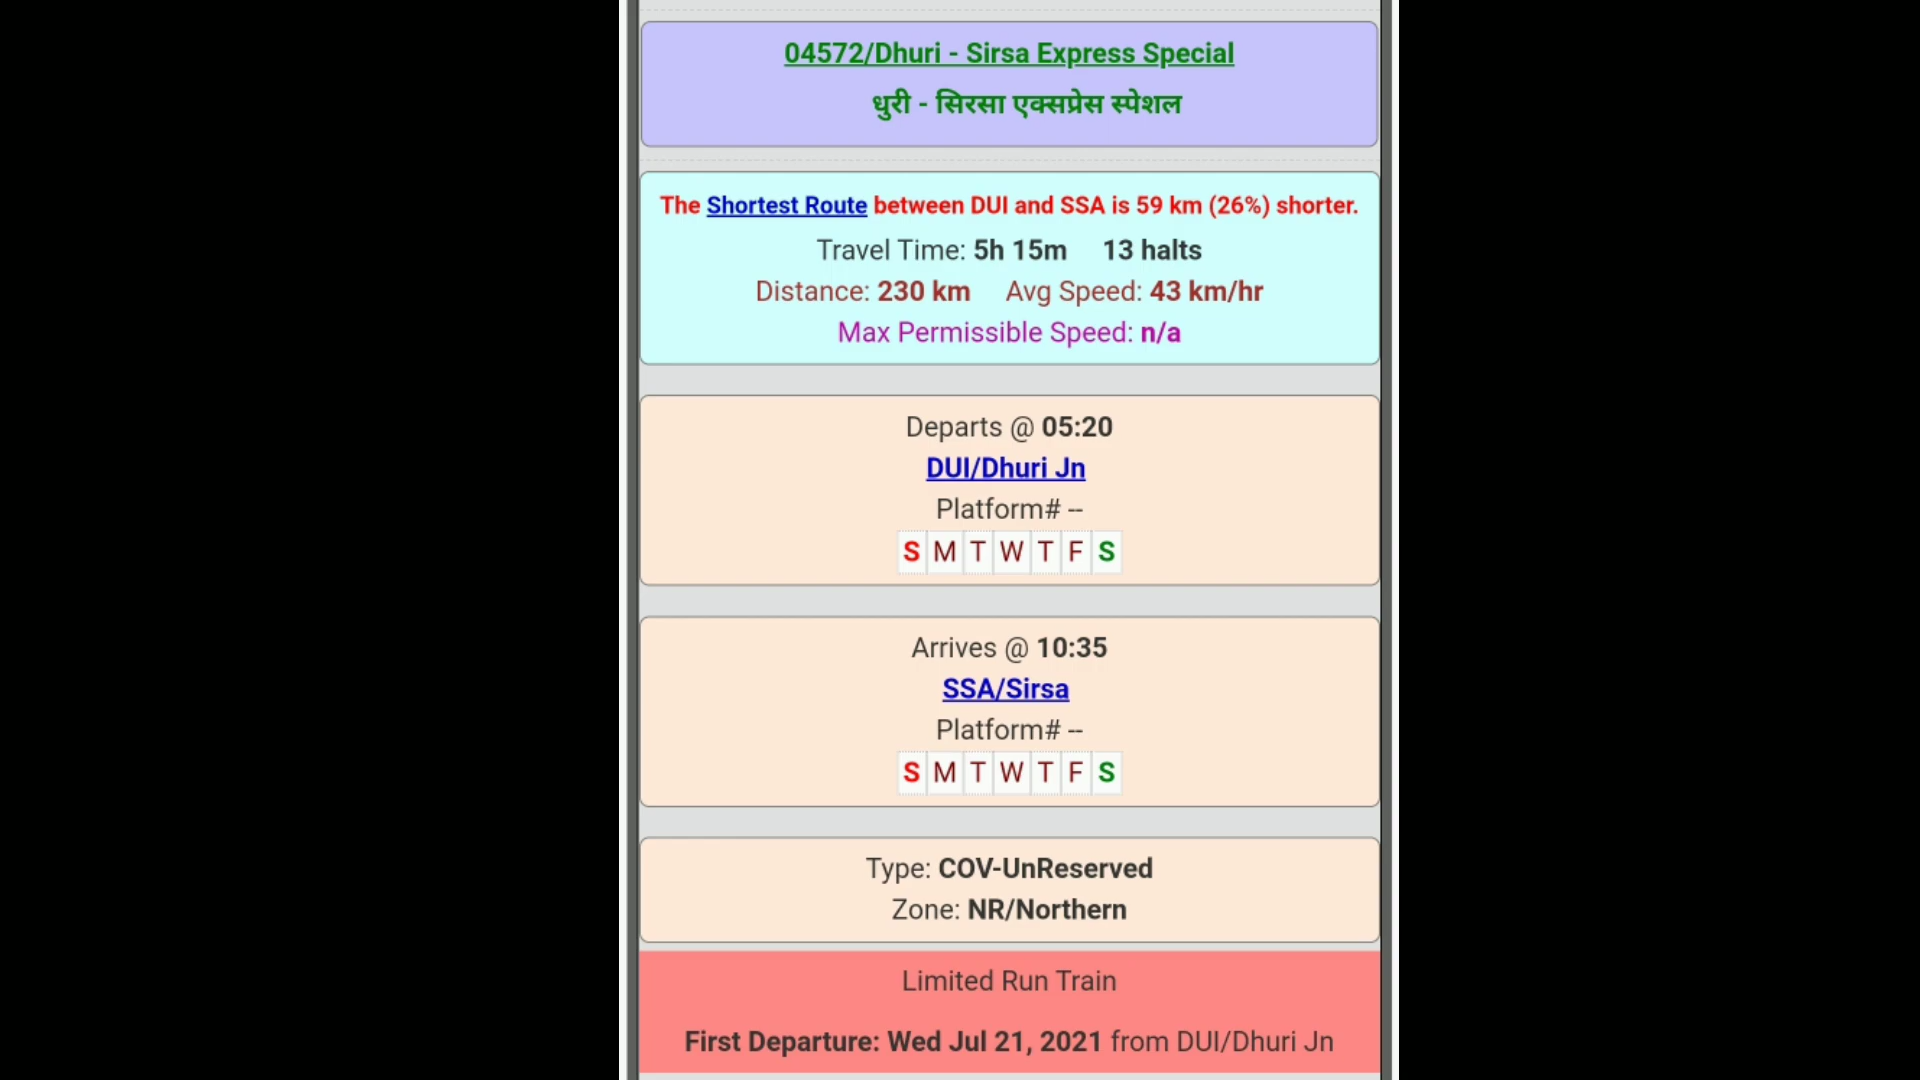 04572/Dhuri - Sirsa Express Special
धुरी - सिरसा एक्सप्रेस स्पेशल
The Shortest Route between DUI and SSA is 59 km (26%) shorter.
Travel Time: 5h 15m 13 halts
Distance: 230 km Avg Speed: 43 km/hr
Max Permissible Speed: n/a
Departs @ 05:20
DUI/Dhuri Jn
Platform# --
S M T W T F S
Arrives @ 10:35
SSA/Sirsa
Platform# --
S M T W T F S
Type: COV-UnReserved
Zone: NR/Northern
Limited Run Train
First Departure: Wed Jul 21, 2021 from DUI/Dhuri Jn